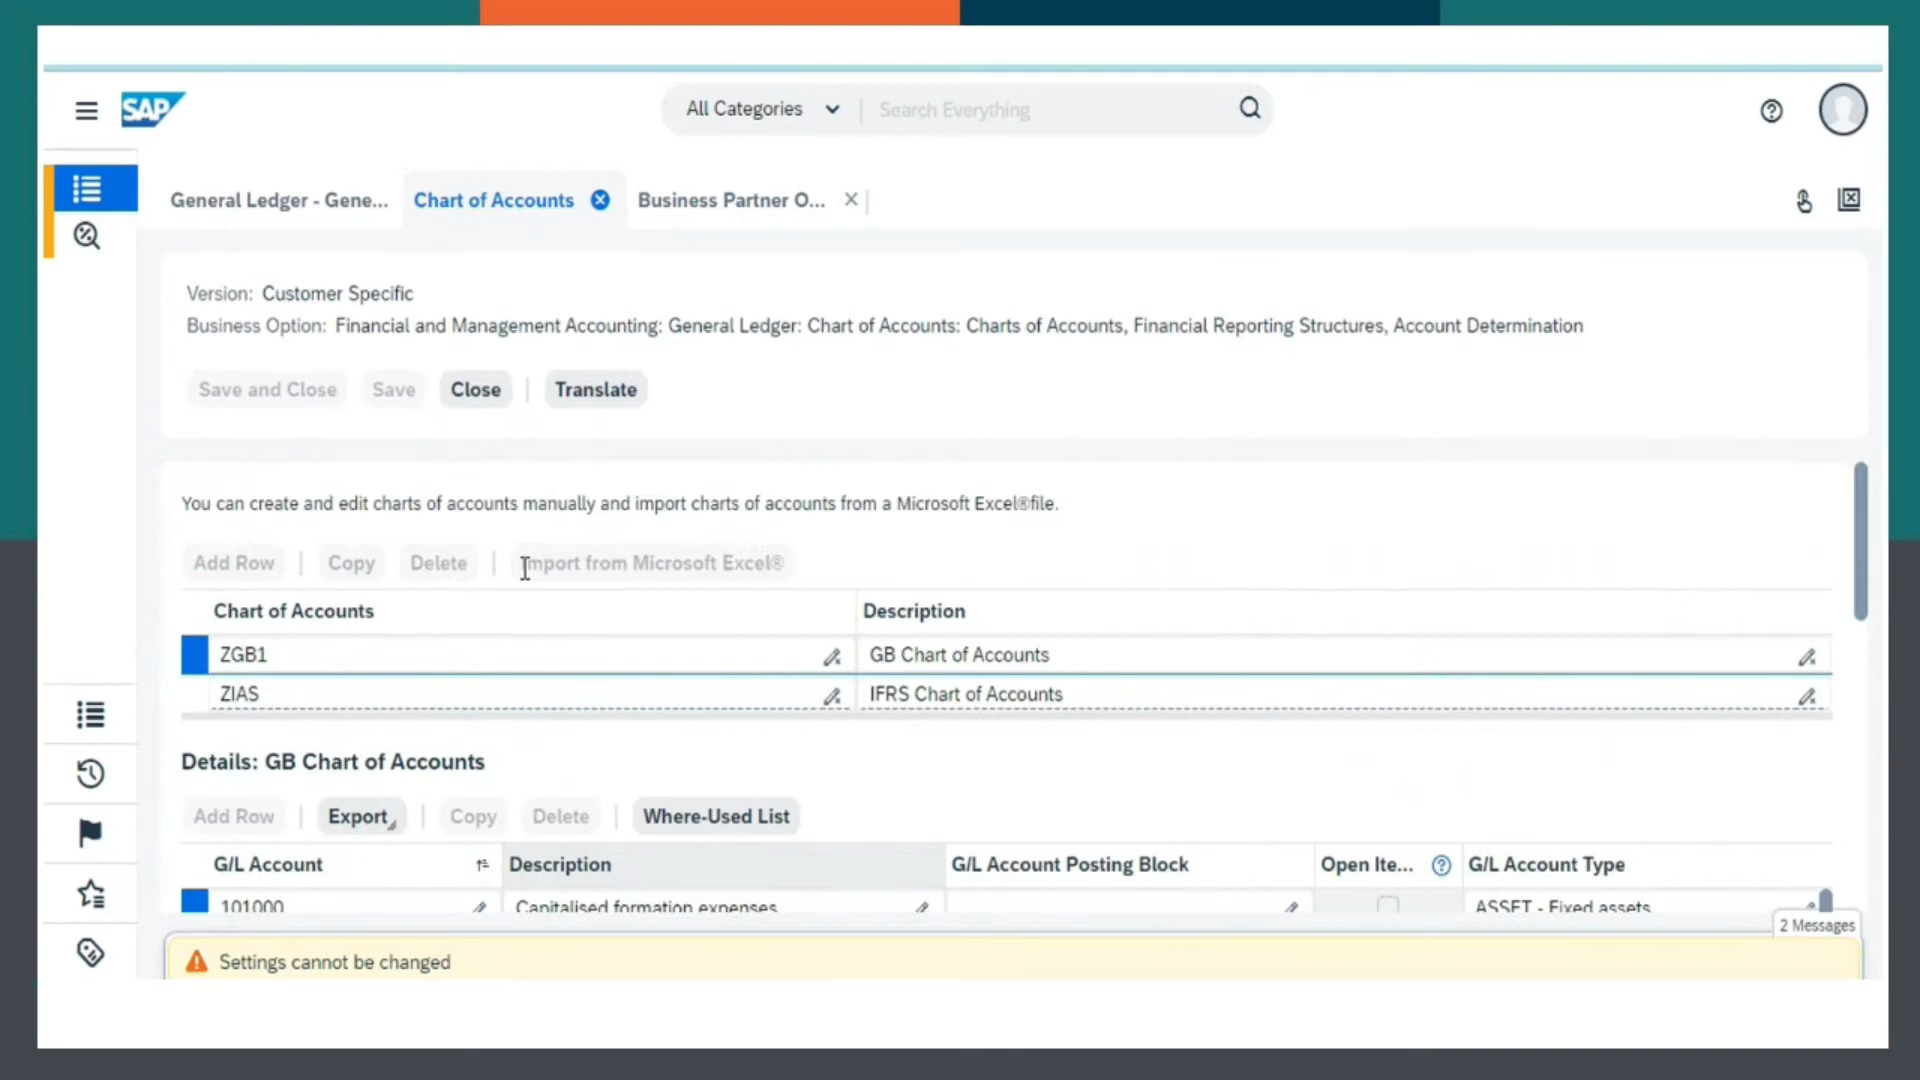 SAP
All Categories
Search Everything
General Ledger - Gene...
Chart of Accounts
Business Partner O...
Version: Customer Specific
Business Option: Financial and Management Accounting: General Ledger: Chart of Accounts: Charts of Accounts, Financial Reporting Structures, Account Determination
Save and Close
Save
Close
Translate
You can create and edit charts of accounts manually and import charts of accounts from a Microsoft Excel®file.
Add Row
Copy
Delete
Import from Microsoft Excel®
Chart of Accounts
Description
ZGB1
GB Chart of Accounts
ZIAS
IFRS Chart of Accounts
Details: GB Chart of Accounts
Add Row
Export
Copy
Delete
Where-Used List
G/L Account
Description
G/L Account Posting Block
Open Ite...
G/L Account Type
101000
Capitalised formation expenses
ASSET - Fixed assets
2 Messages
Settings cannot be changed